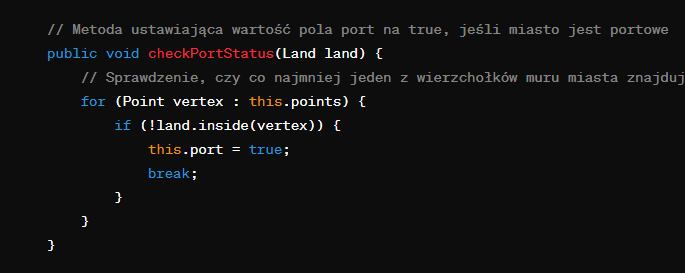 // Metoda ustawiająca wartość pola port na true, jeśli miasto jest portowe
public void checkPortStatus(Land land) {
// Sprawdzenie, czy co najmniej jeden z wierzchołków muru miasta znajduj
for (Point vertex : this.points) {
if (!land.inside(vertex)) {
this.port = true;
break;
}
}
}